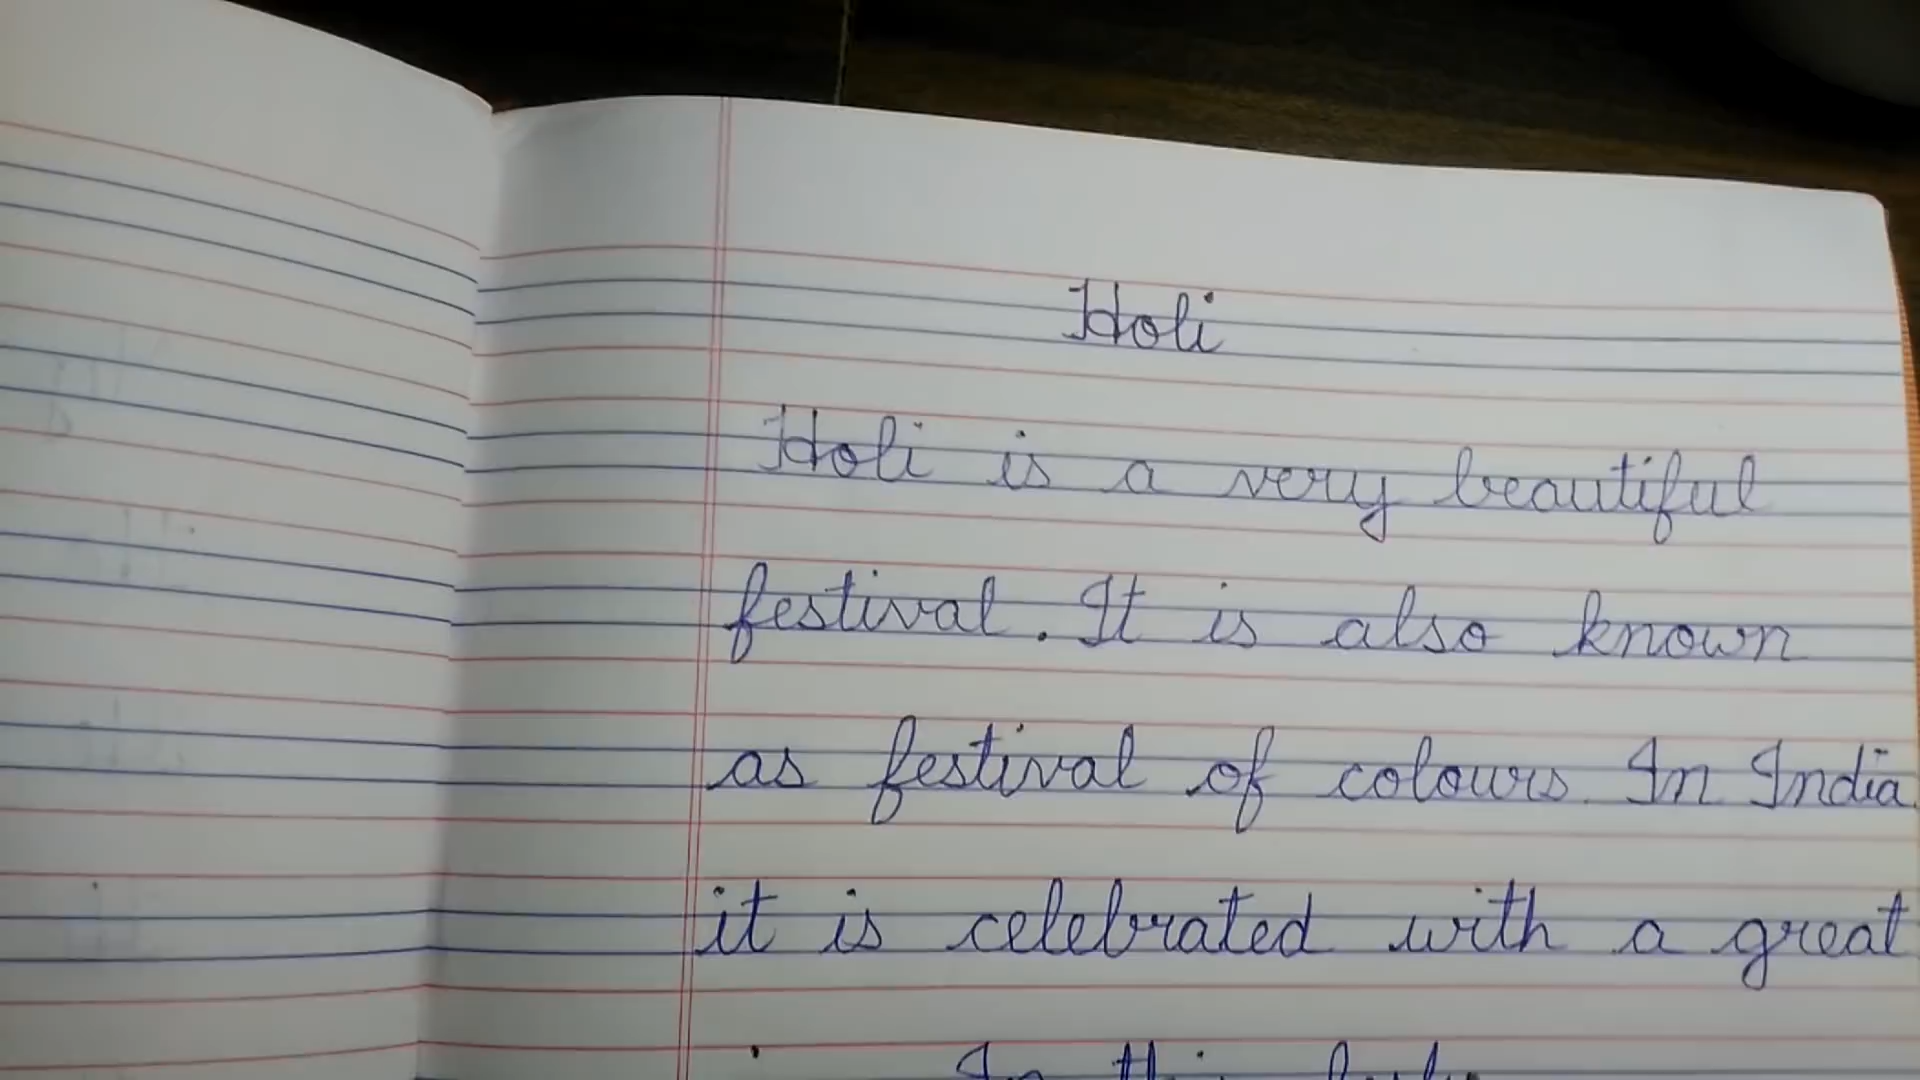 Holi
Holi is a very beautiful
festival. It is also known
as festival of colours. In India
it is celebrated with a great